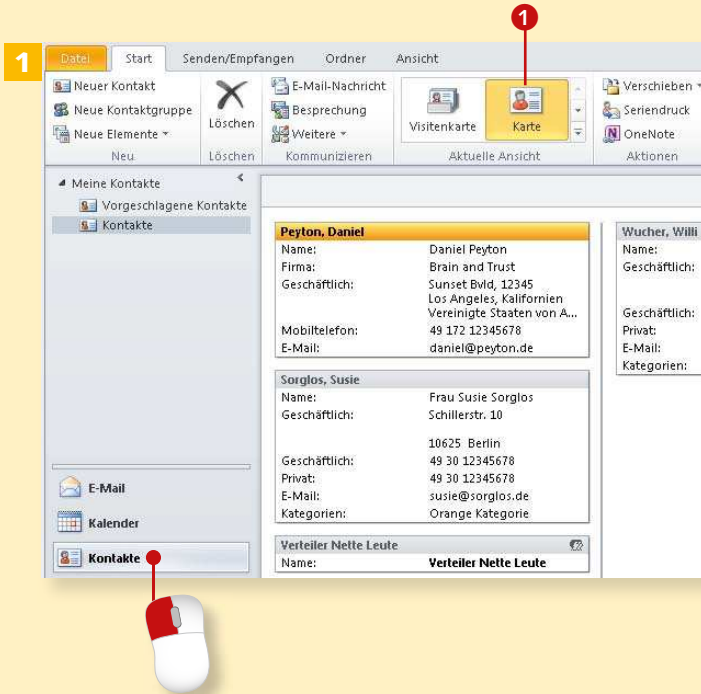 1
1
Datei Start Senden/Empfangen Ordner Ansicht
Neuer Kontakt
Neue Kontaktgruppe
Neue Elemente
Neu
Löschen
Löschen
E-Mail-Nachricht
Besprechung
Weitere
Kommunizieren
Visitenkarte
Karte
Aktuelle Ansicht
Verschieben
Seriendruck
OneNote
Aktionen
Meine Kontakte
Vorgeschlagene Kontakte
Kontakte
E-Mail
Kalender
Kontakte
Peyton, Daniel
Name: Daniel Peyton
Firma: Brain and Trust
Geschäftlich: Sunset Bvld, 12345
Los Angeles, Kalifornien
Vereinigte Staaten von A...
Mobiltelefon: 49 172 12345678
E-Mail: daniel@peyton.de
Sorglos, Susie
Name: Frau Susie Sorglos
Geschäftlich: Schillerstr. 10
10625 Berlin
Geschäftlich: 49 30 12345678
Privat: 49 30 12345678
E-Mail: susie@sorglos.de
Kategorien: Orange Kategorie
Verteiler Nette Leute
Name: Verteiler Nette Leute
Wucher, Willi
Name:
Geschäftlich:
Geschäftlich:
Privat:
E-Mail:
Kategorien: